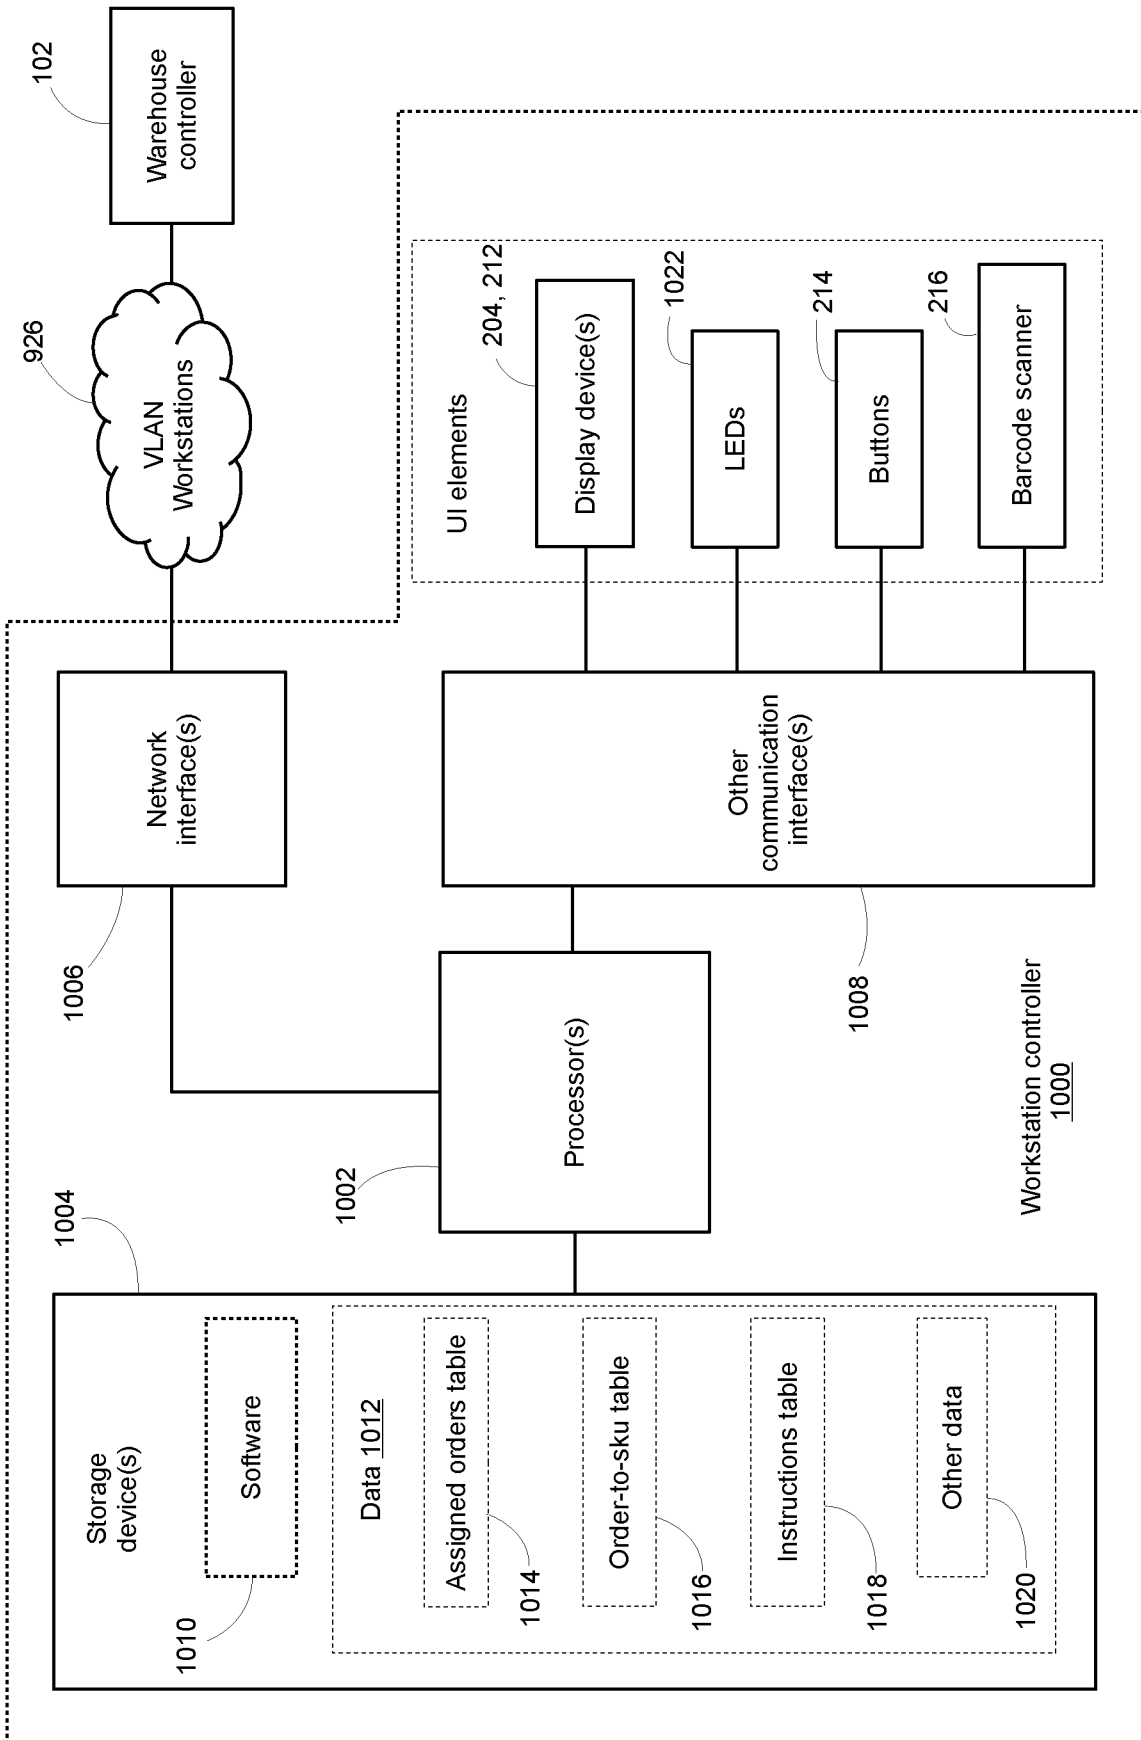 1004
Storage
device(s)
1010
Software
Data 1012
Assigned orders table
1014
Order-to-sku table
1016
Instructions table
1018
Other data
1020
1002
Processor(s)
1006
Network
interface(s)
926
VLAN
Workstations
102
Warehouse
controller
Other
communication
interface(s)
1008
UI elements
204, 212
Display device(s)
1022
LEDs
214
Buttons
216
Barcode scanner
Workstation controller
1000